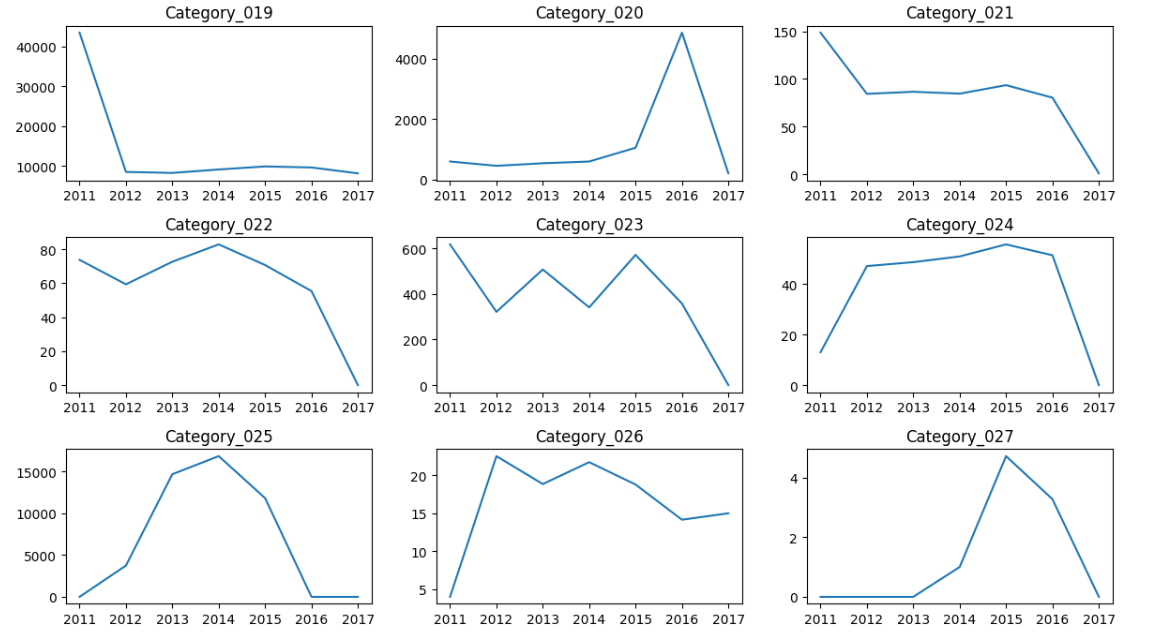 Category_019 Category_020 Category_021
40000
30000
20000
10000
2011 2012 2013 2014 2015 2016 2017
4000
2000
0
2011 2012 2013 2014 2015 2016 2017
150
100
50
0
2011 2012 2013 2014 2015 2016 2017
Category_022 Category_023 Category_024
80
60
40
20
0
2011 2012 2013 2014 2015 2016 2017
600
400
200
0
2011 2012 2013 2014 2015 2016 2017
40
20
0
2011 2012 2013 2014 2015 2016 2017
Category_025 Category_026 Category_027
15000
10000
5000
0
2011 2012 2013 2014 2015 2016 2017
20
15
10
5
2011 2012 2013 2014 2015 2016 2017
4
2
0
2011 2012 2013 2014 2015 2016 2017